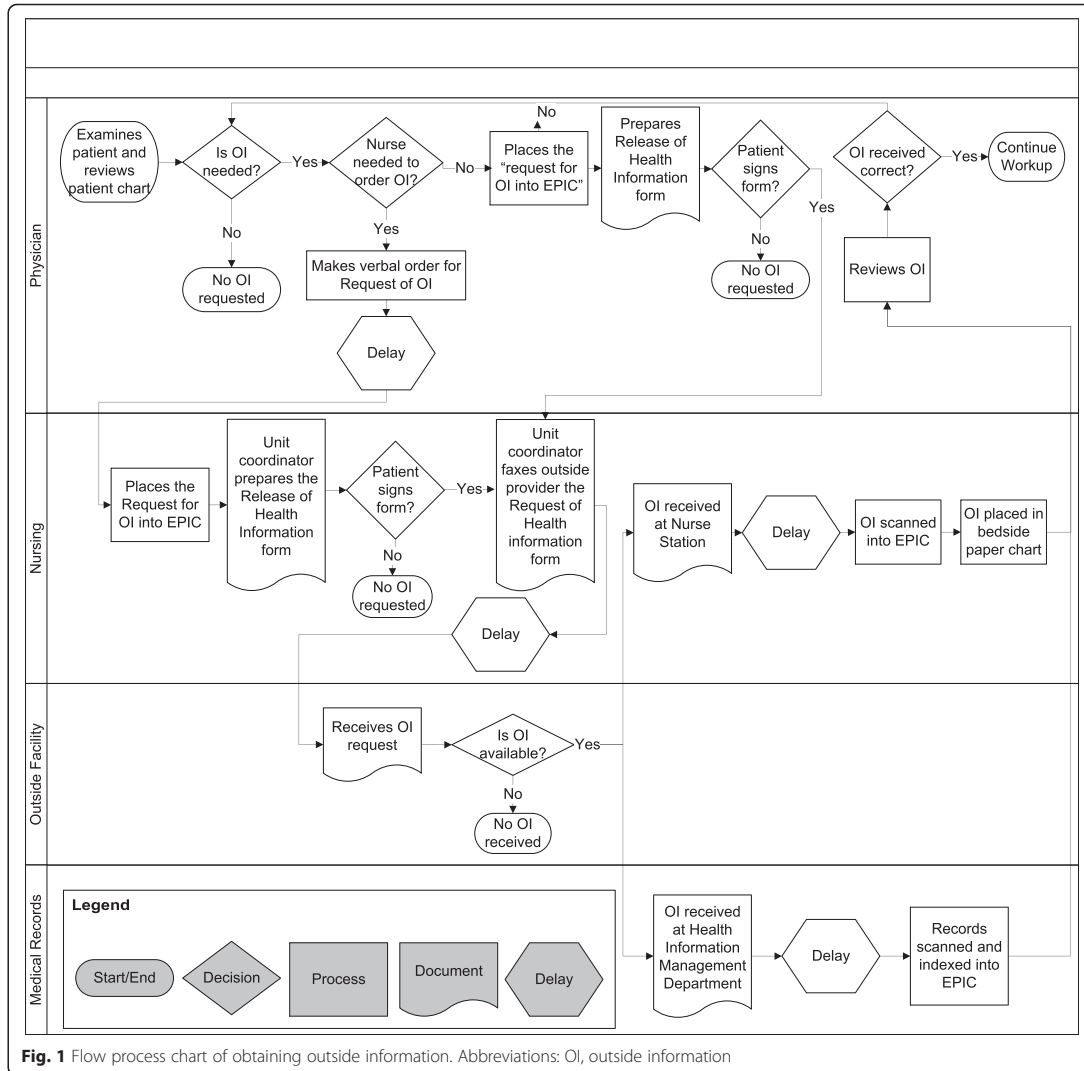 Physician
Examines
patient and
reviews
patient chart
Is OI
needed?
Yes
No
No OI
requested
Nurse
needed to
order OI?
No
Yes
Makes verbal order for
Request of OI
Delay
No
Places the
“request for
OI into EPIC”
Prepares
Release of
Health
Information
form
Patient
signs
form?
Yes
No
No OI
requested
OI received
correct?
Yes
Continue
Workup
Reviews OI
Nursing
Places the
Request for
OI into EPIC
Unit
coordinator
prepares the
Release of
Health
Information
form
Patient
signs
form?
Yes
No
No OI
requested
Unit
coordinator
faxes outside
provider the
Request of
Health
information
form
Delay
OI received
at Nurse
Station
Delay
OI scanned
into EPIC
OI placed in
bedside
paper chart
Outside Facility
Receives OI
request
Is OI
available?
Yes
No
No OI
received
Medical Records
Legend
Start/End
Decision
Process
Document
Delay
OI received
at Health
Information
Management
Department
Delay
Records
scanned and
indexed into
EPIC
Fig. 1 Flow process chart of obtaining outside information. Abbreviations: OI, outside information